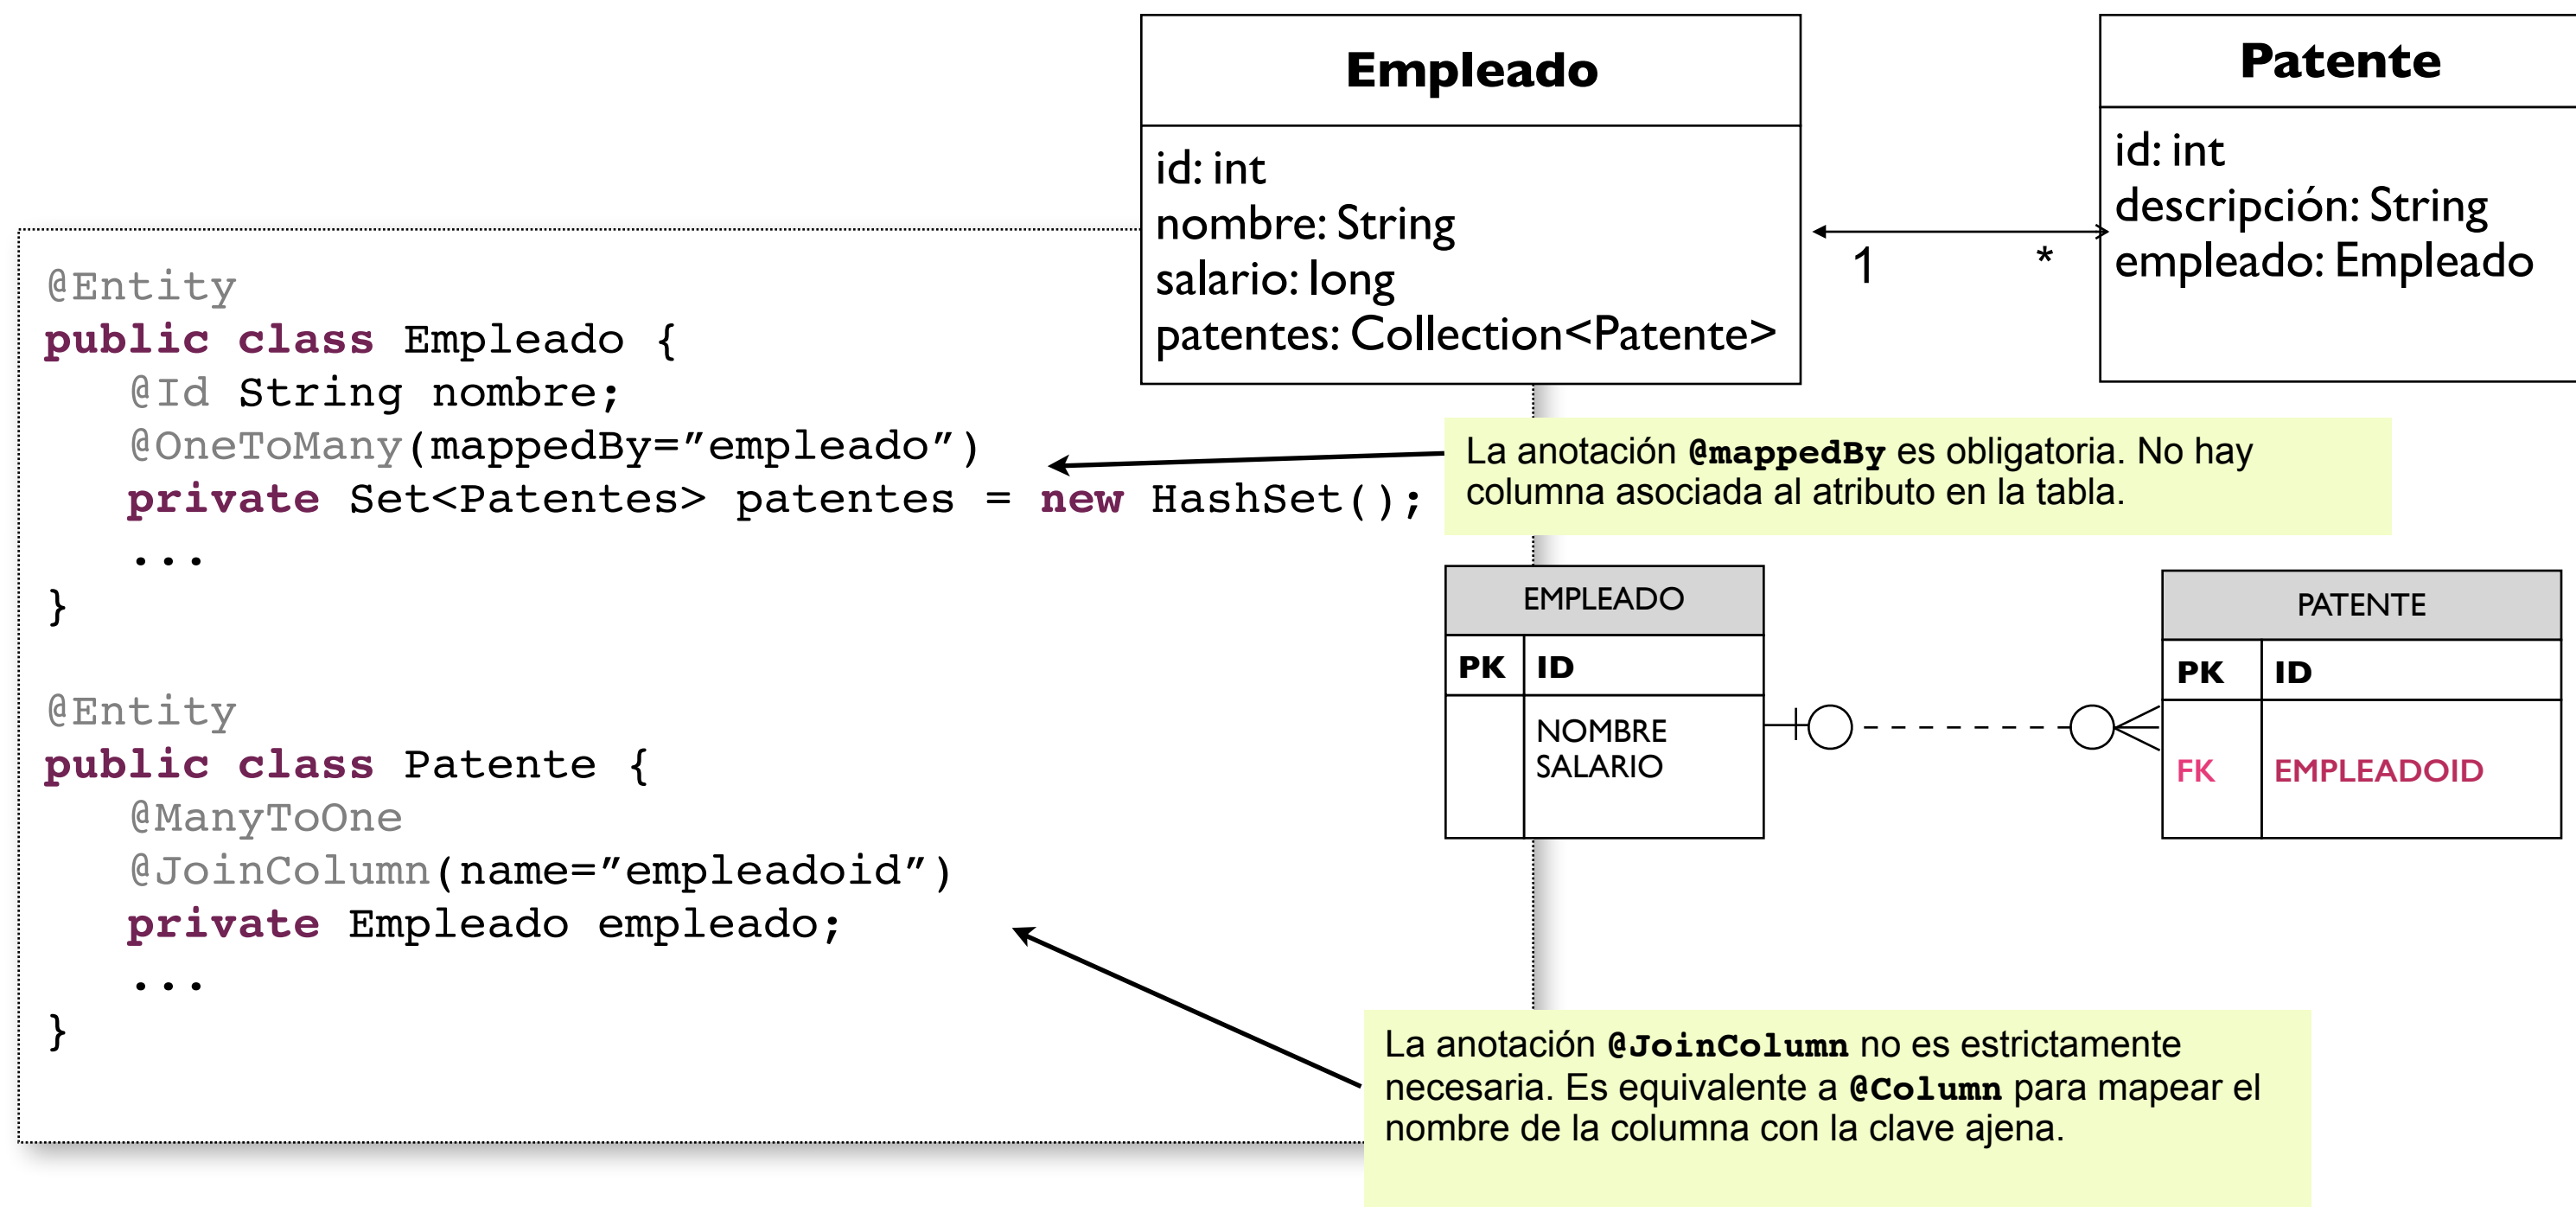 Empleado
id: int
nombre: String
salario: long
patentes: Collection<Patente>
1
*
Patente
id: int
descripción: String
empleado: Empleado
@Entity
public class Empleado {
@Id String nombre;
@OneToMany(mappedBy=”empleado”)
private Set<Patentes> patentes = new HashSet();
...
}
@Entity
public class Patente {
@ManyToOne
@JoinColumn(name=”empleadoid”)
private Empleado empleado;
...
}
La anotación @mappedBy es obligatoria. No hay
columna asociada al atributo en la tabla.
EMPLEADO
PK ID
NOMBRE
SALARIO
PATENTE
PK ID
FK EMPLEADOID
La anotación @JoinColumn no es estrictamente
necesaria. Es equivalente a @Column para mapear el
nombre de la columna con la clave ajena.